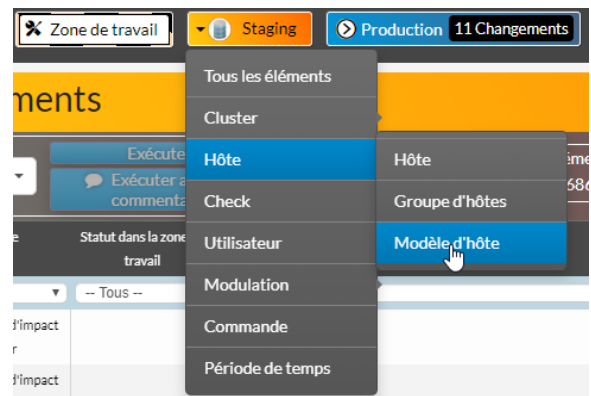 Zone de travail
Staging
Production 11 Changements
Tous les éléments
Cluster
Hôte
Check
Utilisateur
Modulation
Commande
Période de temps
Hôte
Groupe d'hôtes
Modèle d'hôte
ments
Exécute
Exécuter a
commenta
Statut dans la zone
travail
-- Tous --
d'impact
d'impact